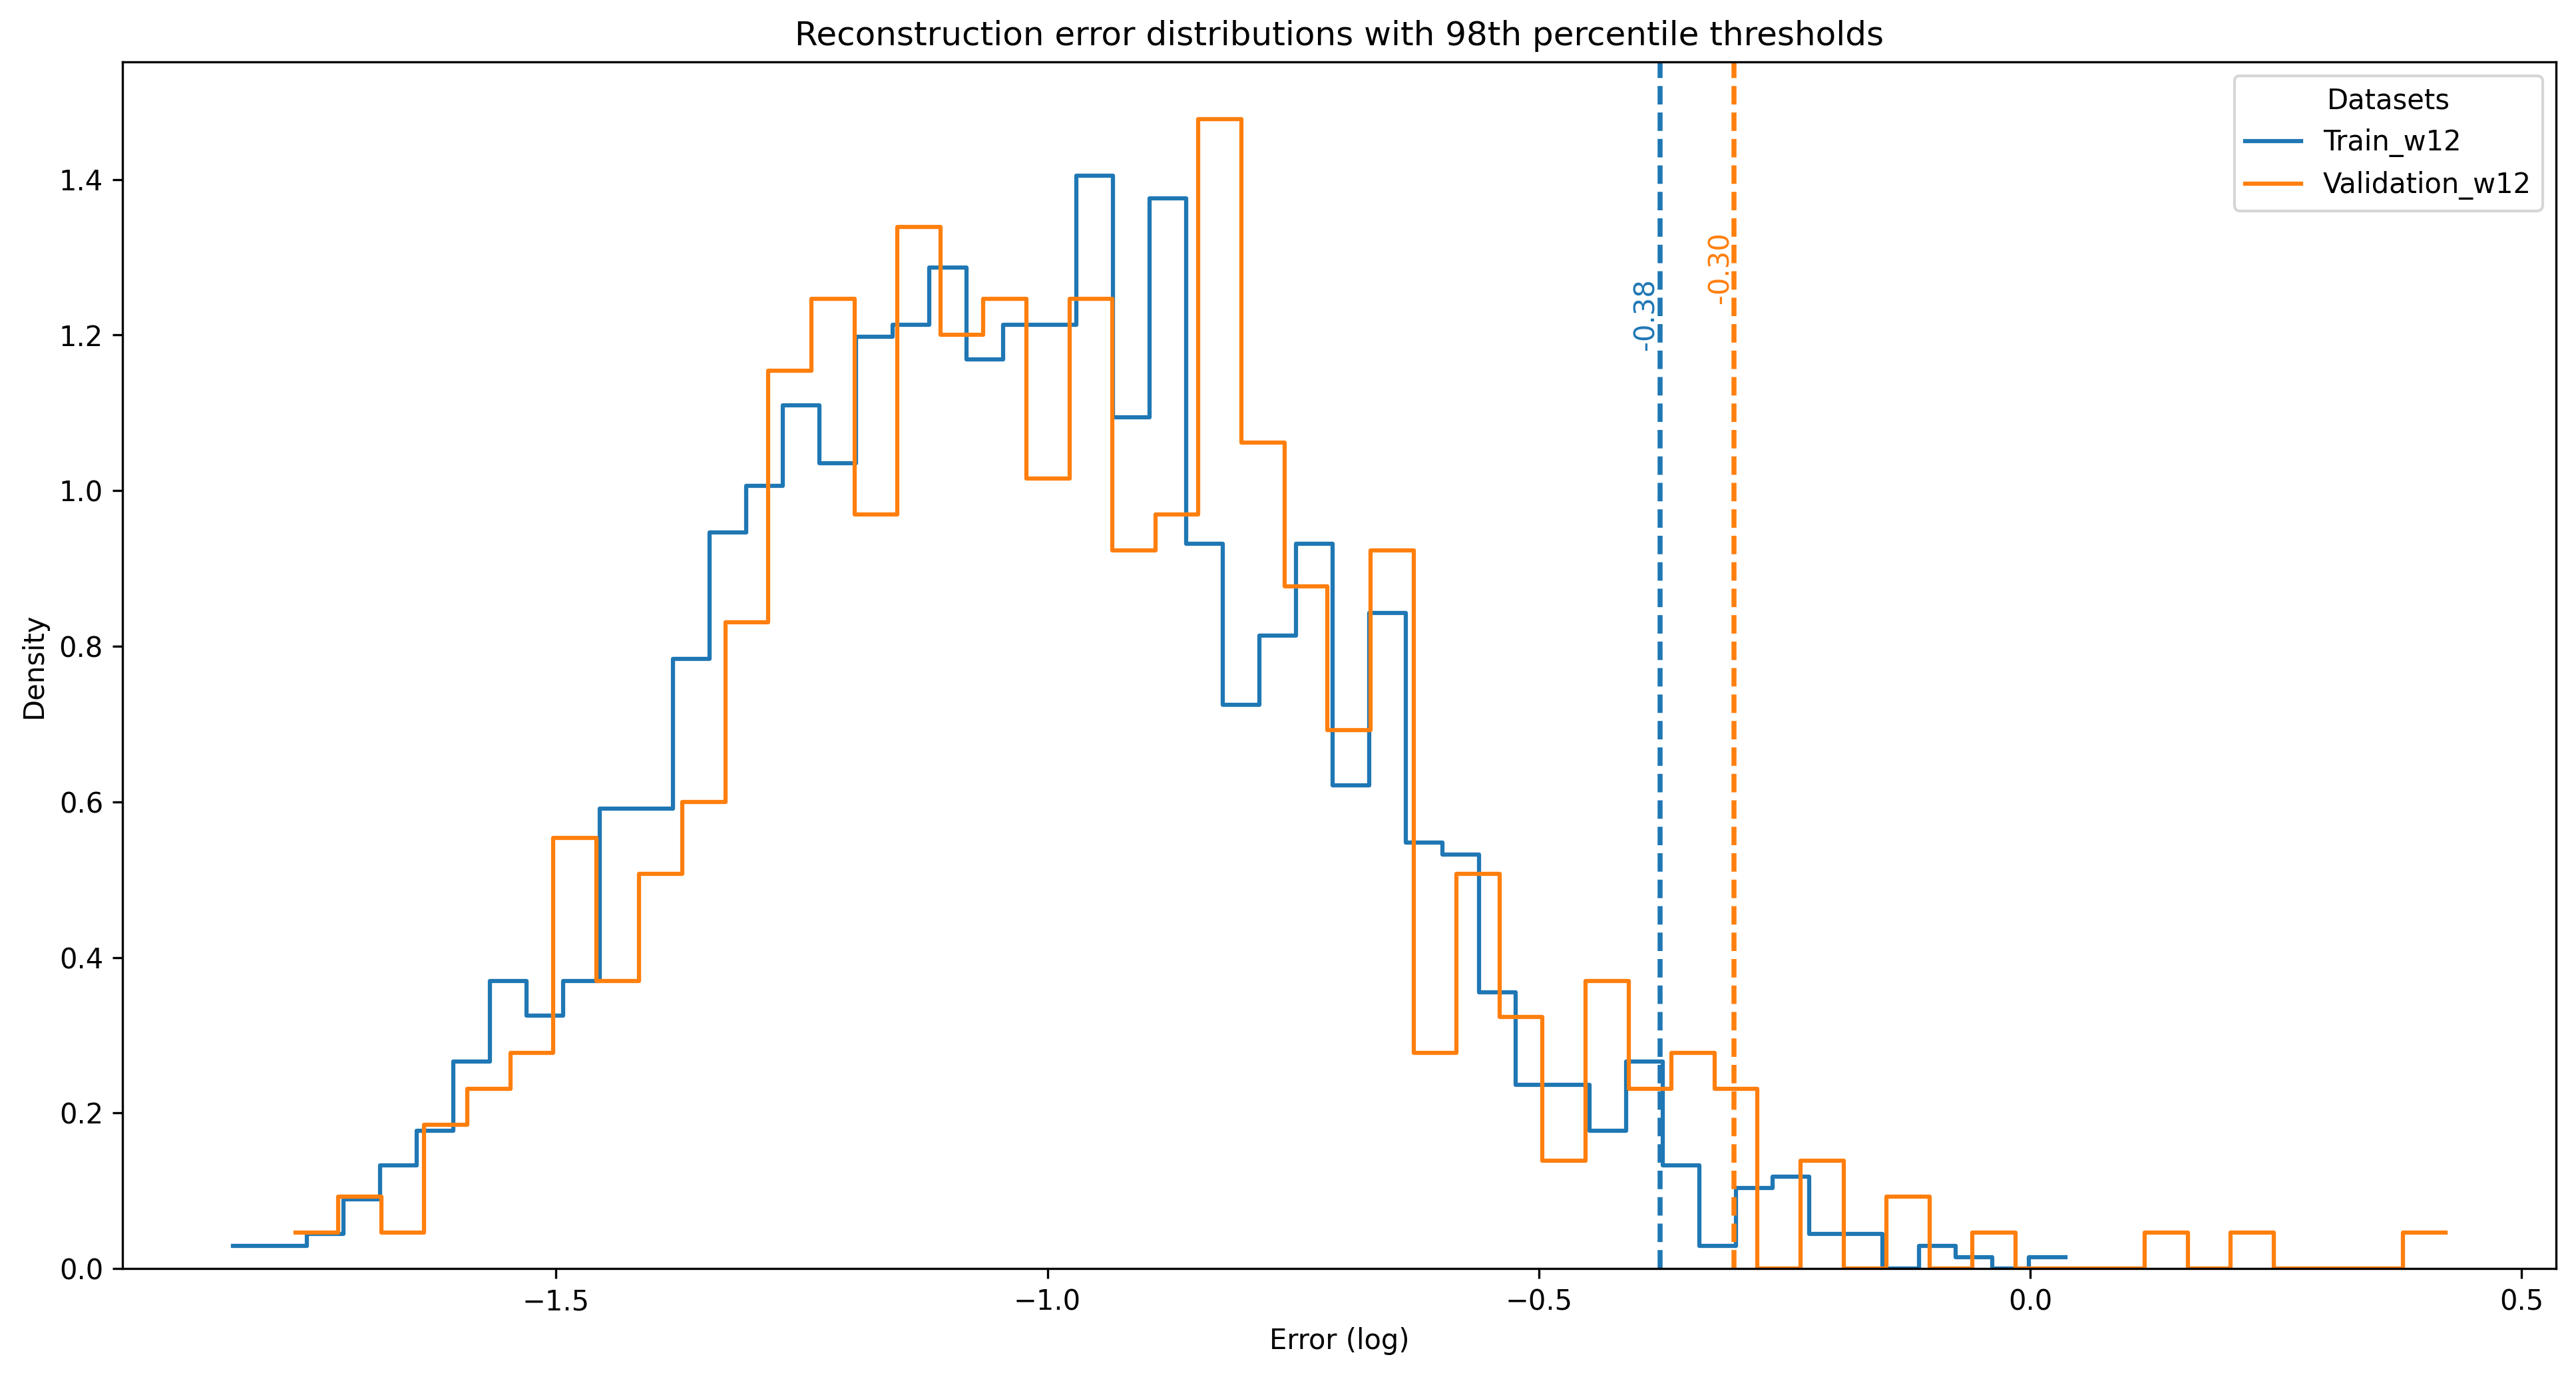 Reconstruction error distributions with 98th percentile thresholds
Datasets
Train_w12
Validation_w12
-0.38
-0.30
Density
1.4
1.2
1.0
0.8
0.6
0.4
0.2
0.0
−1.5
−1.0
−0.5
0.0
0.5
Error (log)